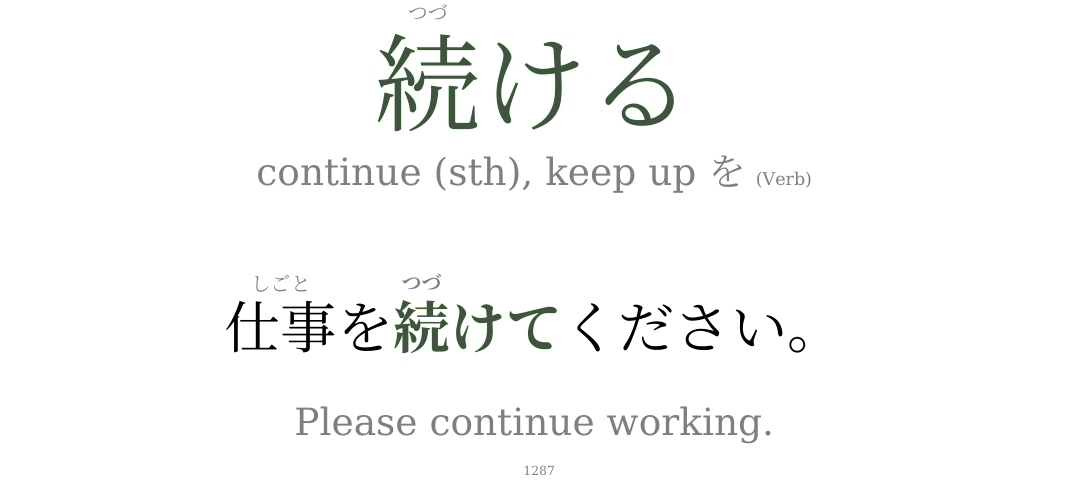 つづ
続ける
continue (sth), keep up を (Verb)
しごと つづ
仕事を続けてください。
Please continue working.
1287